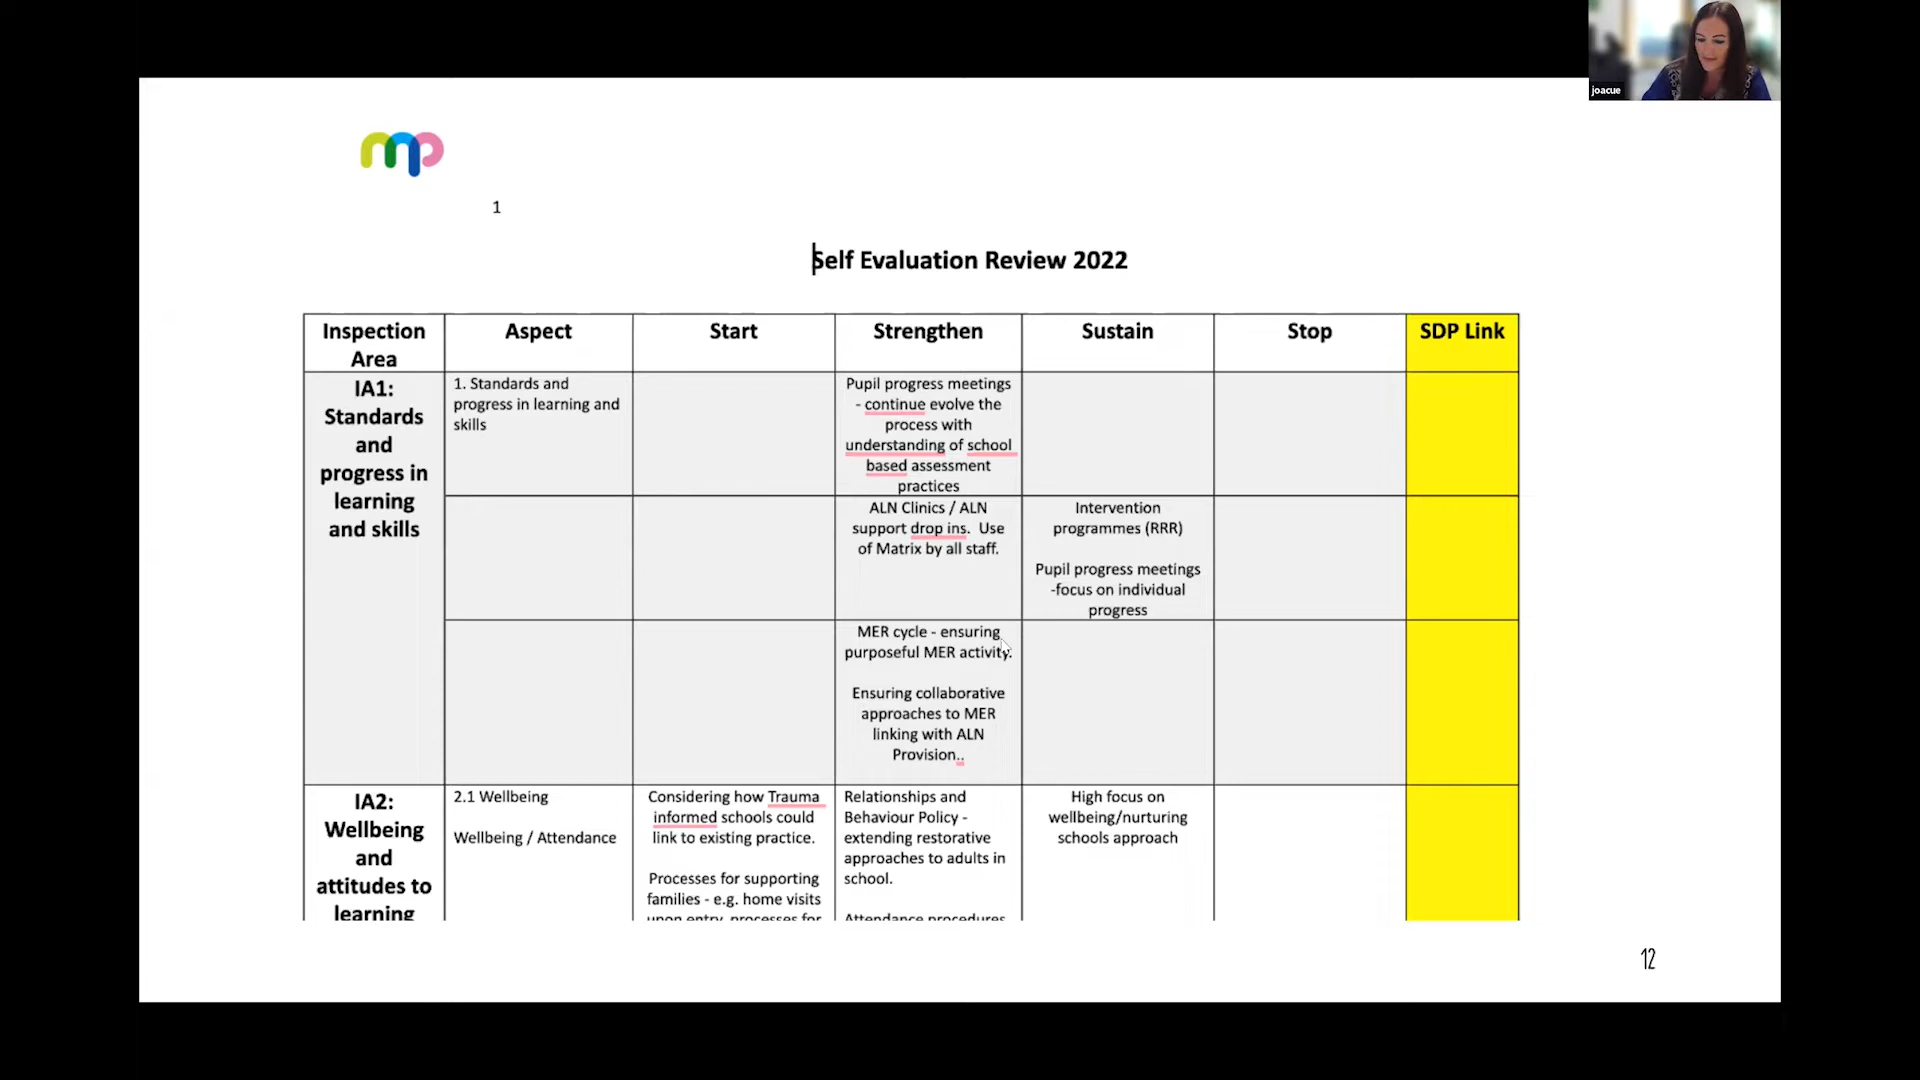 joacue
mp
1
Self Evaluation Review 2022
Inspection
Area
Aspect
Start
Strengthen
Sustain
Stop
SDP Link
IA1:
Standards
and
progress in
learning
and skills
1. Standards and
progress in learning and
skills
Pupil progress meetings
- continue evolve the
process with
understanding of school
based assessment
practices
ALN Clinics / ALN
support drop ins.  Use
of Matrix by all staff.
Intervention
programmes (RRR)
Pupil progress meetings
-focus on individual
progress
MER cycle - ensuring
purposeful MER activity.
Ensuring collaborative
approaches to MER
linking with ALN
Provision..
IA2:
Wellbeing
and
attitudes to
learning
2.1 Wellbeing
Wellbeing / Attendance
Considering how Trauma
informed schools could
link to existing practice.
Processes for supporting
families - e.g. home visits
upon entry, processes for
Relationships and
Behaviour Policy -
extending restorative
approaches to adults in
school.
Attendance procedures
High focus on
wellbeing/nurturing
schools approach
12